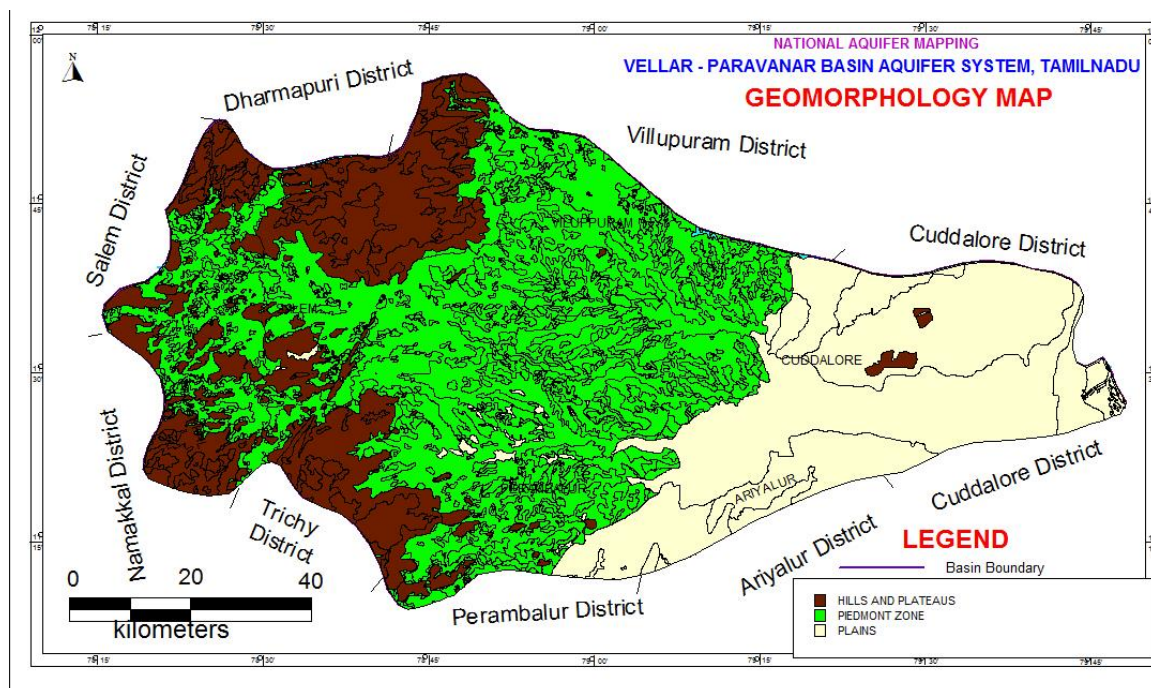 NATIONAL AQUIFER MAPPING
VELLAR - PARAVANAR BASIN AQUIFER SYSTEM, TAMILNADU
GEOMORPHOLOGY MAP
N
Dharmapuri District
Villupuram District
Salem District
Cuddalore District
CUDDALORE
ARIYALUR
Namakkal District
Trichy
District
Perambalur District
Ariyalur District
Cuddalore District
LEGEND
Basin Boundary
HILLS AND PLATEAUS
PIEDMONT ZONE
PLAINS
0 20 40
kilometers